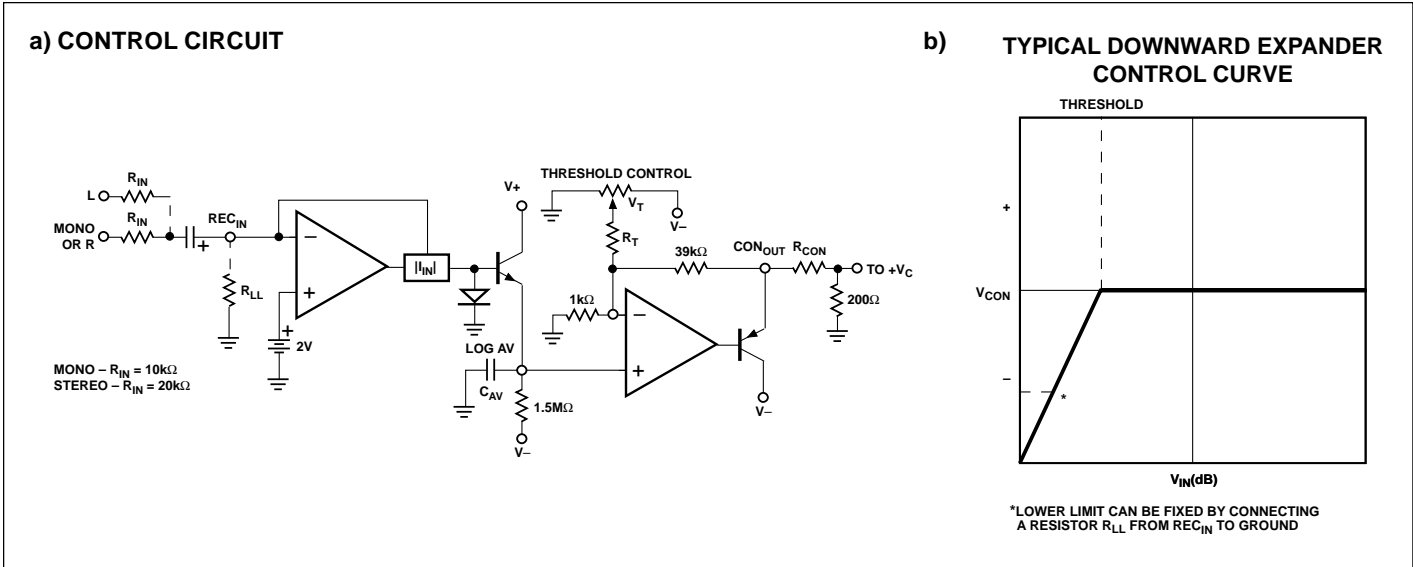 a) CONTROL CIRCUIT
L
R_IN
MONO
OR R
R_IN
REC_IN
R_LL
−
+
+
+
2V
|I_IN|
V+
LOG AV
C_AV
1.5MΩ
V−
THRESHOLD CONTROL
V_T
V−
R_T
39kΩ
1kΩ
−
+
CON_OUT
R_CON
TO +V_C
200Ω
V−
MONO – R_IN = 10kΩ
STEREO – R_IN = 20kΩ
b)
TYPICAL DOWNWARD EXPANDER
CONTROL CURVE
THRESHOLD
+
V_CON
−
*
V_IN(dB)
*LOWER LIMIT CAN BE FIXED BY CONNECTING
A RESISTOR R_LL FROM REC_IN TO GROUND